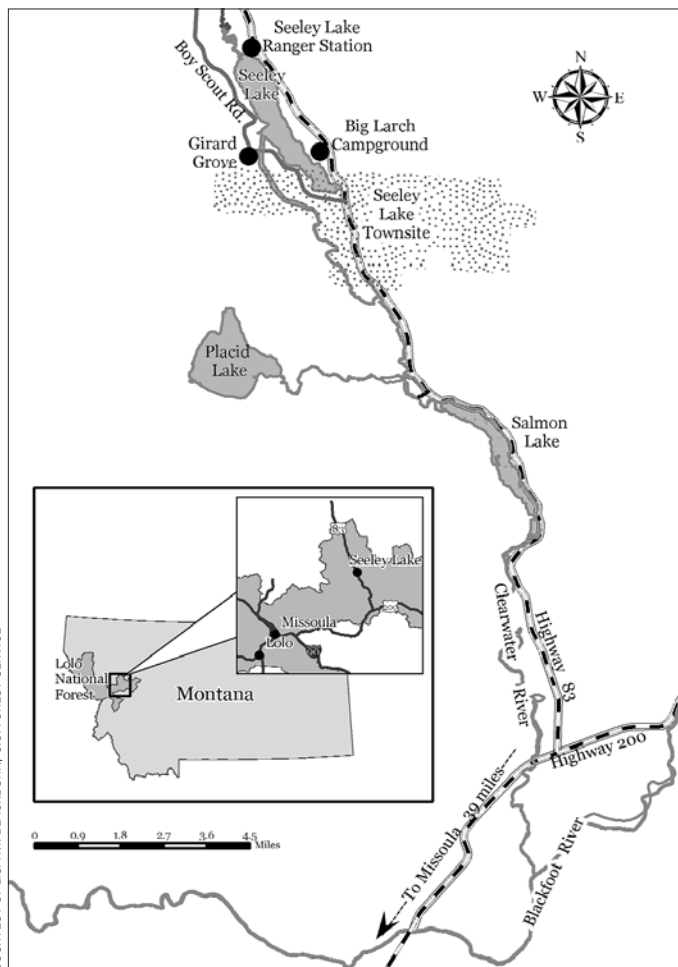 Seeley Lake
Ranger Station
Seeley
Lake
Boy Scout Rd.
N
W
E
S
Girard
Grove
Big Larch
Campground
Seeley
Lake
Townsite
Placid
Lake
Salmon
Lake
83
Seeley Lake
Missoula
Lolo
Lolo
National
Forest
Montana
Clearwater
River
Highway 83
Highway 200
To Missoula 39 miles
Blackfoot River
0
0.9
1.8
2.7
3.6
4.5
Miles